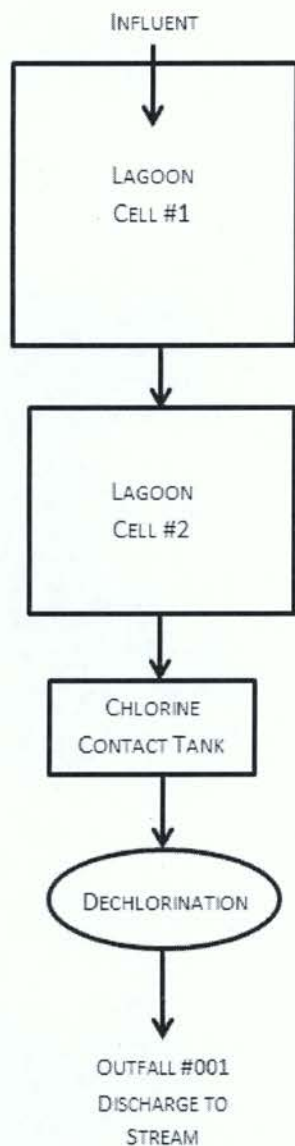 INFLUENT
LAGOON
CELL #1
LAGOON
CELL #2
CHLORINE
CONTACT TANK
DECHLORINATION
OUTFALL #001
DISCHARGE TO
STREAM